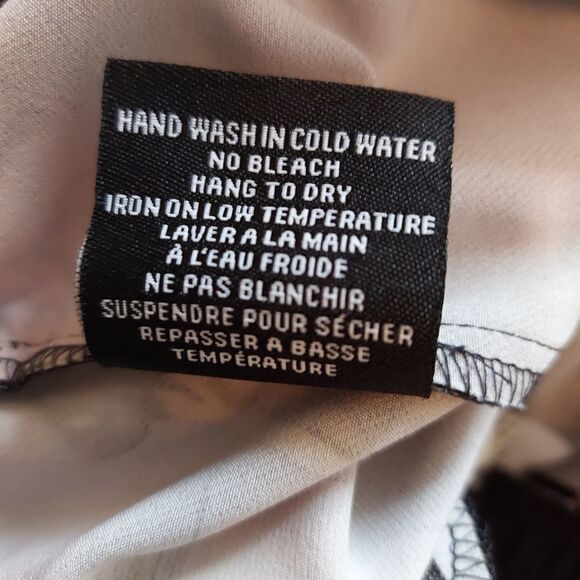 HAND WASH IN COLD WATER
NO BLEACH
HANG TO DRY
IRON ON LOW TEMPERATURE
LAVER A LA MAIN
À L'EAU FROIDE
NE PAS BLANCHIR
SUSPENDRE POUR SÉCHER
REPASSER A BASSE
TEMPÉRATURE